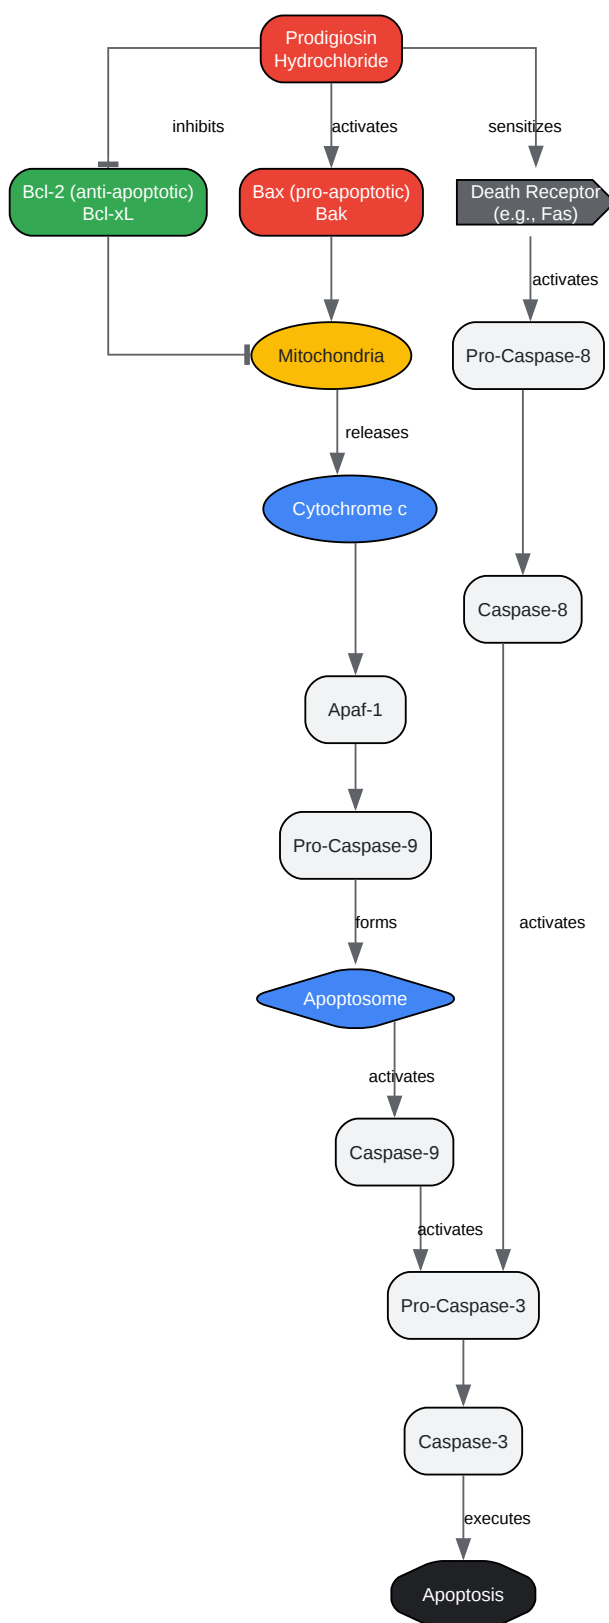 Prodigiosin
Hydrochloride
inhibits
activates
sensitizes
Bcl-2 (anti-apoptotic)
Bcl-xL
Bax (pro-apoptotic)
Bak
Death Receptor
(e.g., Fas)
activates
Mitochondria
Pro-Caspase-8
releases
Cytochrome c
Caspase-8
Apaf-1
Pro-Caspase-9
forms
activates
Apoptosome
activates
Caspase-9
activates
Pro-Caspase-3
Caspase-3
executes
Apoptosis